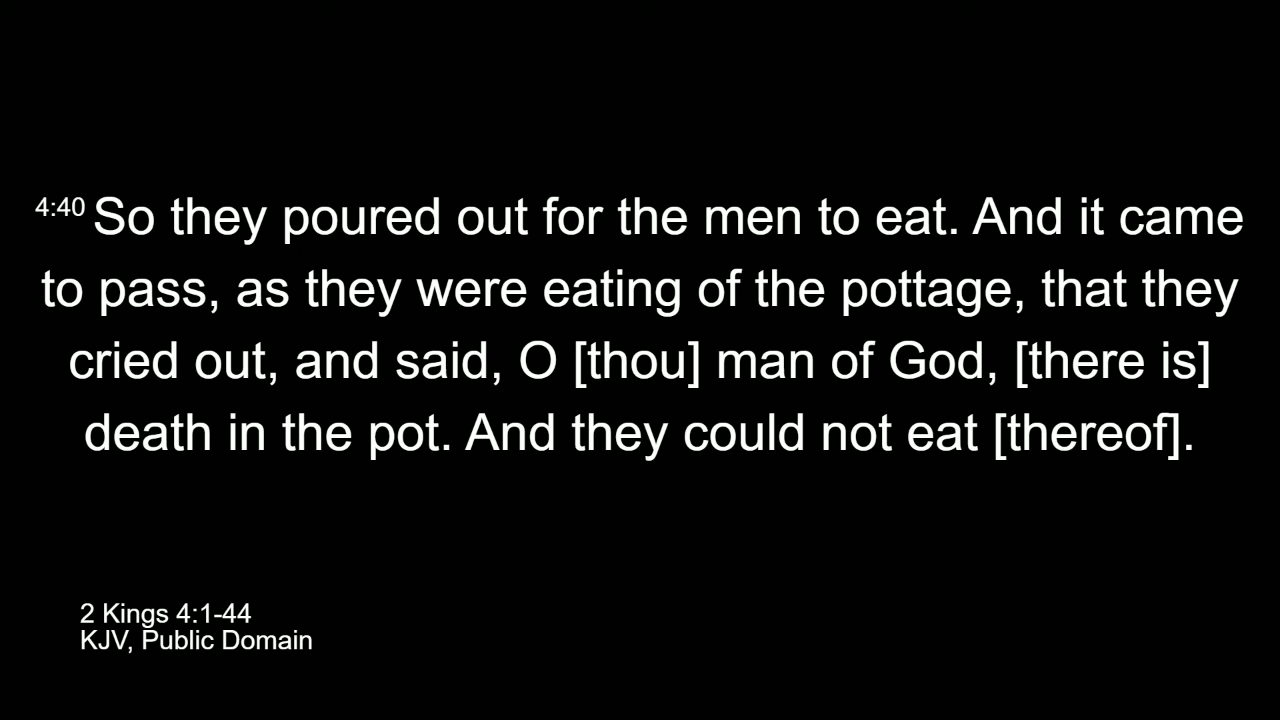 4:40 So they poured out for the men to eat. And it came
to pass, as they were eating of the pottage, that they
cried out, and said, O [thou] man of God, [there is]
death in the pot. And they could not eat [thereof].
2 Kings 4:1-44
KJV, Public Domain